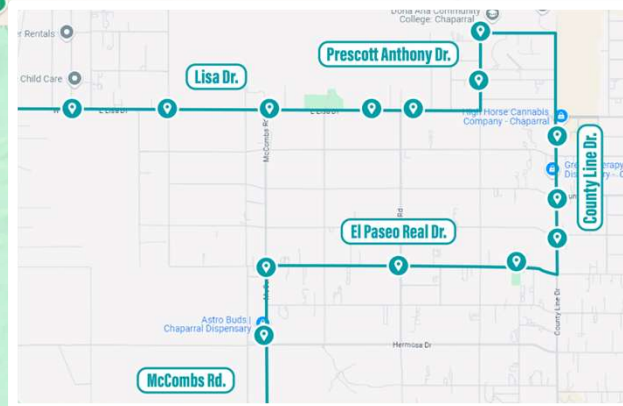 Dona Ana Community
College: Chaparral
r Rentals
Prescott Anthony Dr.
Lisa Dr.
Child Care
E Lisa Dr
High Horse Cannabis
Company - Chaparral
McCombs Rd
County Line Dr.
Rd
El Paseo Real Dr.
Astro Buds |
Chaparral Dispensary
County Line Dr
Hermosa Dr
McCombs Rd.